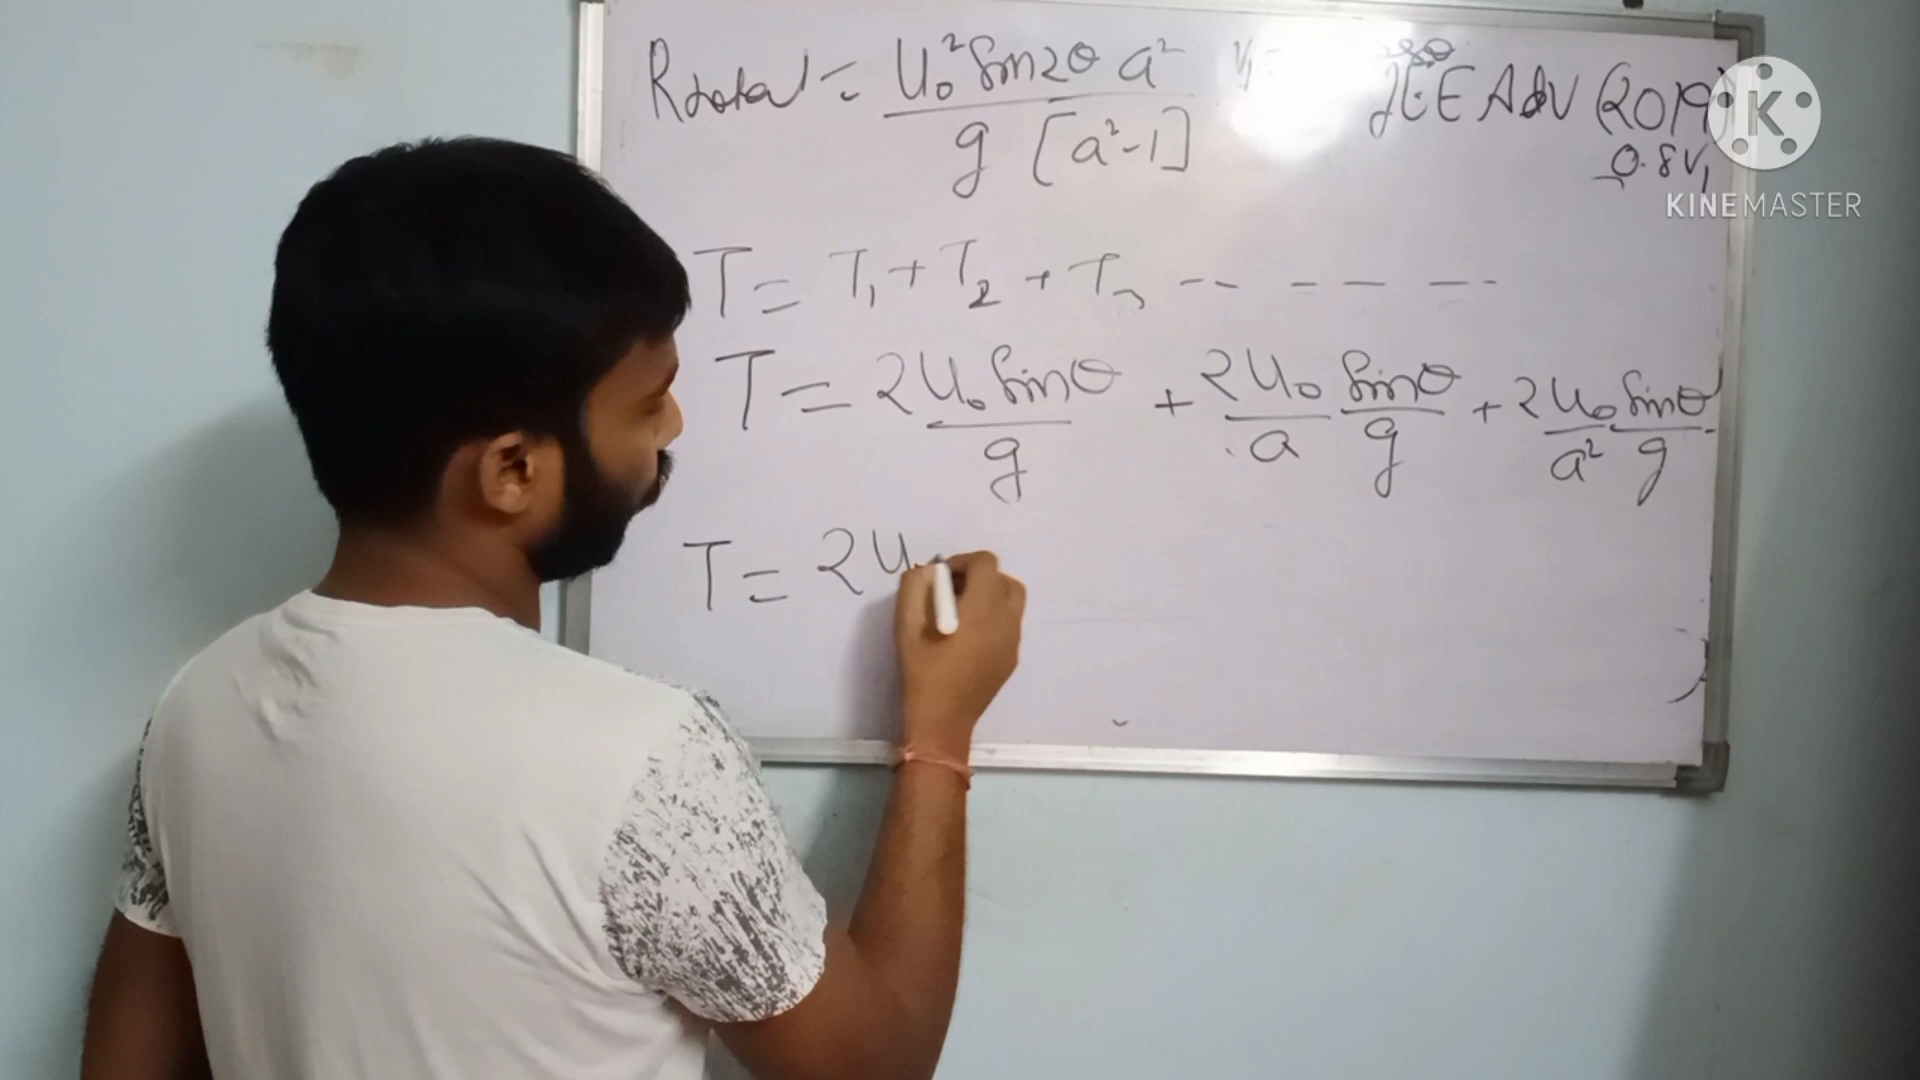 R total = u₀² sin2θ a² / g [a²-1]
JEE Adv (2019)
0.8V₁
K
KINEMASTER
T = T₁ + T₂ + T₃ -- -- -- --
T = 2u₀ sinθ / g + 2u₀ / a sinθ / g + 2u₀ / a² sinθ / g
T = 2u